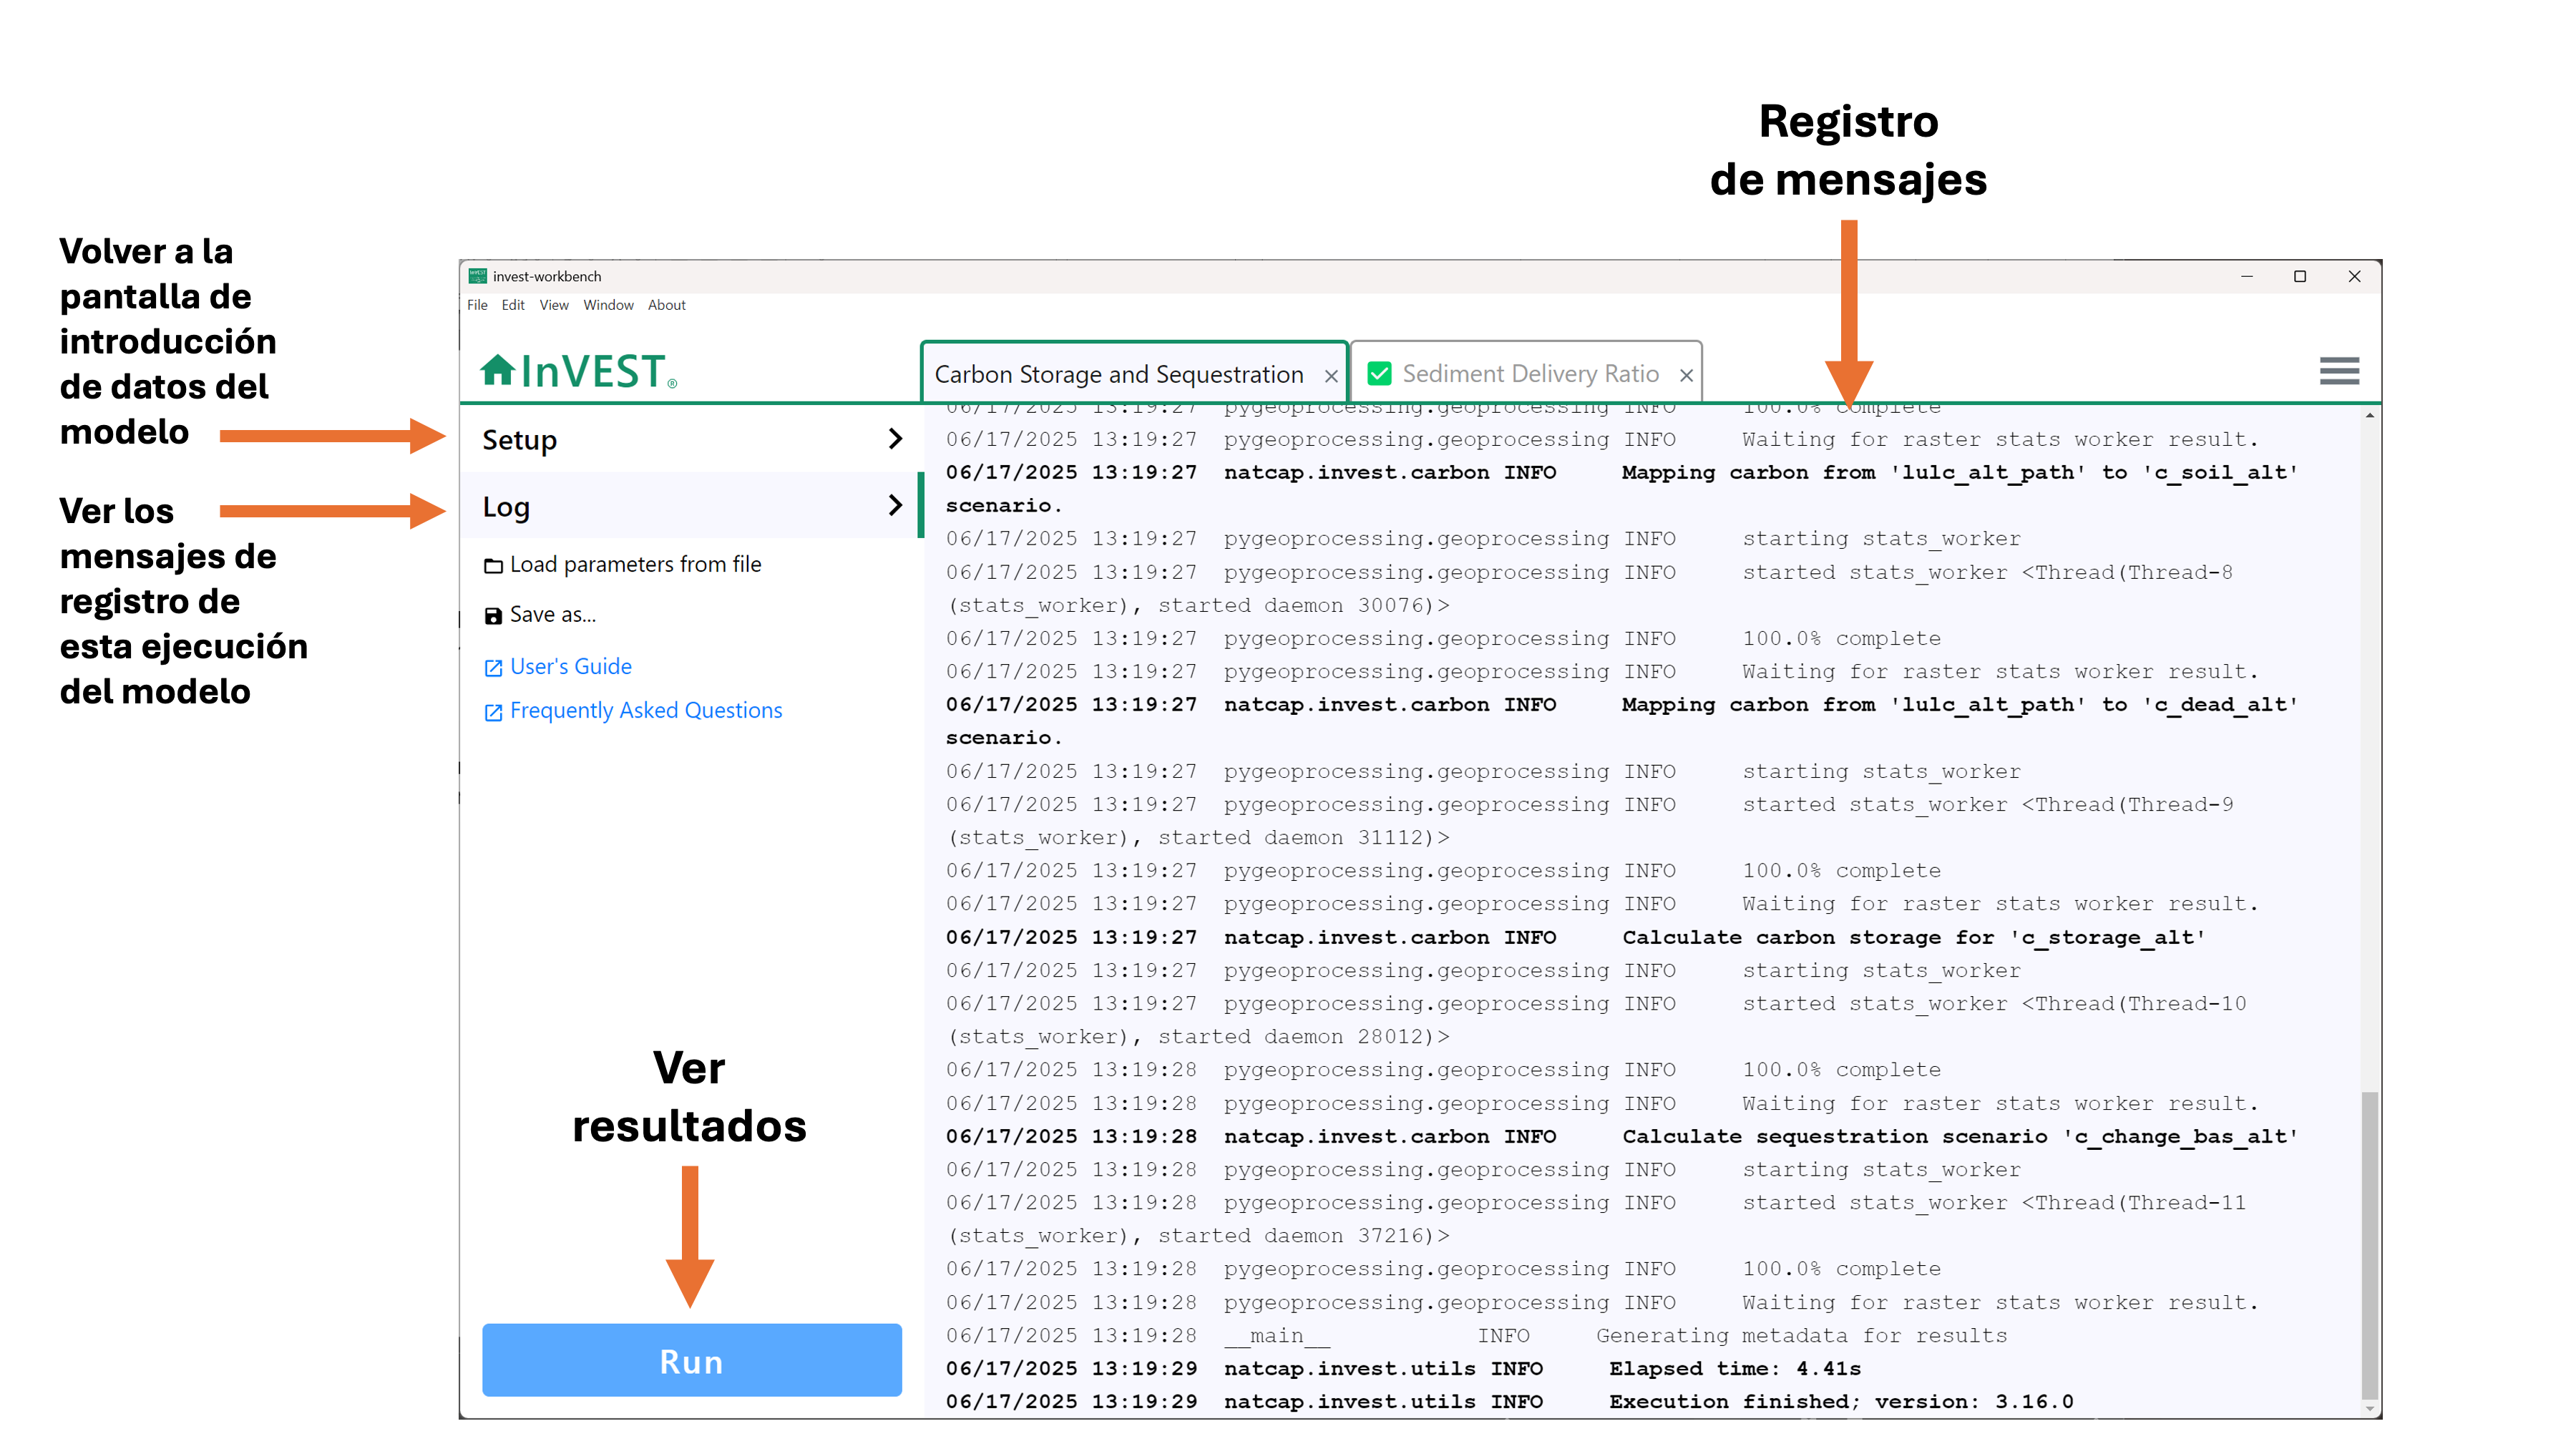 Registro
de mensajes
Volver a la
pantalla de
introducción
de datos del
modelo
Ver los
mensajes de
registro de
esta ejecución
del modelo
invest-workbench
File Edit View Window About
InVEST®
Carbon Storage and Sequestration
Sediment Delivery Ratio
Setup
Log
Load parameters from file
Save as...
User's Guide
Frequently Asked Questions
Ver
resultados
Run
06/17/2025 13:19:27 pygeoprocessing.geoprocessing INFO 100.0% complete
06/17/2025 13:19:27 pygeoprocessing.geoprocessing INFO Waiting for raster stats worker result.
06/17/2025 13:19:27 natcap.invest.carbon INFO Mapping carbon from 'lulc_alt_path' to 'c_soil_alt'
scenario.
06/17/2025 13:19:27 pygeoprocessing.geoprocessing INFO starting stats_worker
06/17/2025 13:19:27 pygeoprocessing.geoprocessing INFO started stats_worker <Thread(Thread-8
(stats_worker), started daemon 30076)>
06/17/2025 13:19:27 pygeoprocessing.geoprocessing INFO 100.0% complete
06/17/2025 13:19:27 pygeoprocessing.geoprocessing INFO Waiting for raster stats worker result.
06/17/2025 13:19:27 natcap.invest.carbon INFO Mapping carbon from 'lulc_alt_path' to 'c_dead_alt'
scenario.
06/17/2025 13:19:27 pygeoprocessing.geoprocessing INFO starting stats_worker
06/17/2025 13:19:27 pygeoprocessing.geoprocessing INFO started stats_worker <Thread(Thread-9
(stats_worker), started daemon 31112)>
06/17/2025 13:19:27 pygeoprocessing.geoprocessing INFO 100.0% complete
06/17/2025 13:19:27 pygeoprocessing.geoprocessing INFO Waiting for raster stats worker result.
06/17/2025 13:19:27 natcap.invest.carbon INFO Calculate carbon storage for 'c_storage_alt'
06/17/2025 13:19:27 pygeoprocessing.geoprocessing INFO starting stats_worker
06/17/2025 13:19:27 pygeoprocessing.geoprocessing INFO started stats_worker <Thread(Thread-10
(stats_worker), started daemon 28012)>
06/17/2025 13:19:28 pygeoprocessing.geoprocessing INFO 100.0% complete
06/17/2025 13:19:28 pygeoprocessing.geoprocessing INFO Waiting for raster stats worker result.
06/17/2025 13:19:28 natcap.invest.carbon INFO Calculate sequestration scenario 'c_change_bas_alt'
06/17/2025 13:19:28 pygeoprocessing.geoprocessing INFO starting stats_worker
06/17/2025 13:19:28 pygeoprocessing.geoprocessing INFO started stats_worker <Thread(Thread-11
(stats_worker), started daemon 37216)>
06/17/2025 13:19:28 pygeoprocessing.geoprocessing INFO 100.0% complete
06/17/2025 13:19:28 pygeoprocessing.geoprocessing INFO Waiting for raster stats worker result.
06/17/2025 13:19:28 __main__ INFO Generating metadata for results
06/17/2025 13:19:29 natcap.invest.utils INFO Elapsed time: 4.41s
06/17/2025 13:19:29 natcap.invest.utils INFO Execution finished; version: 3.16.0